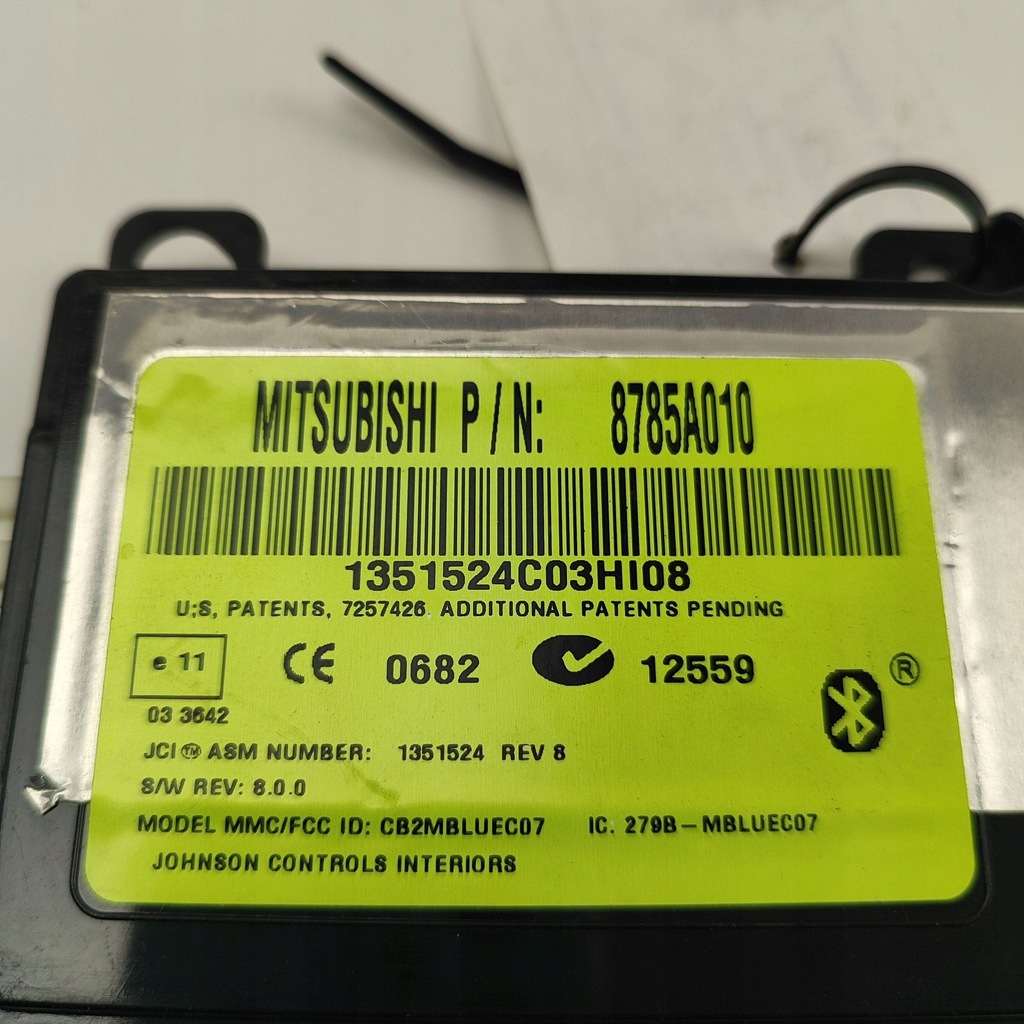 MITSUBISHI P/N: 8785A010
1351524C03HI08
U;S, PATENTS, 7257426. ADDITIONAL PATENTS PENDING
e 11 CE 0682 12559 ®
03 3642
JCI™ ASM NUMBER: 1351524 REV 8
S/W REV: 8.0.0
MODEL MMC/FCC ID: CB2MBLUEC07 IC. 279B-MBLUEC07
JOHNSON CONTROLS INTERIORS